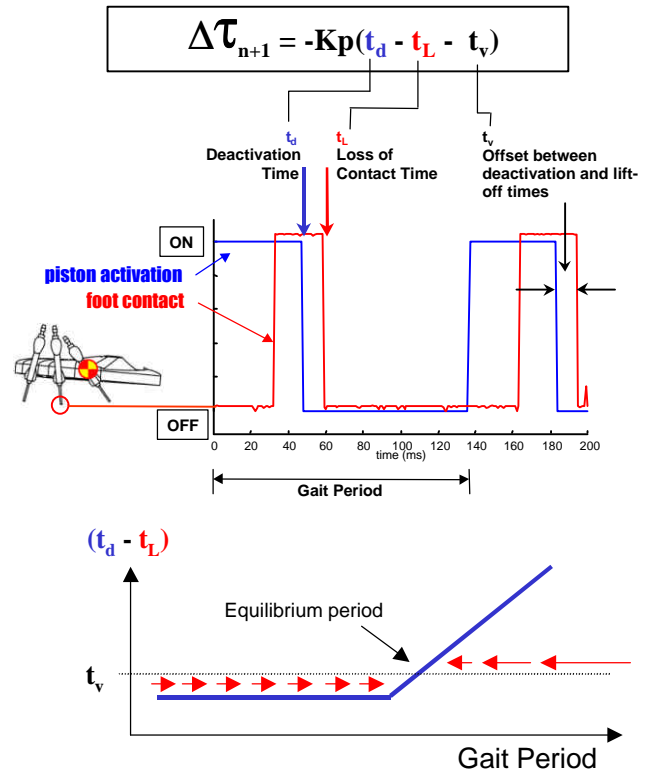 Δτn+1 = -Kp(td - tL - tv)
td
Deactivation
Time
tL
Loss of
Contact Time
tv
Offset between
deactivation and lift-
off times
ON
piston activation
foot contact
OFF
0 20 40 60 80 100 120 140 160 180 200
time (ms)
Gait Period
(td - tL)
Equilibrium period
tv
Gait Period